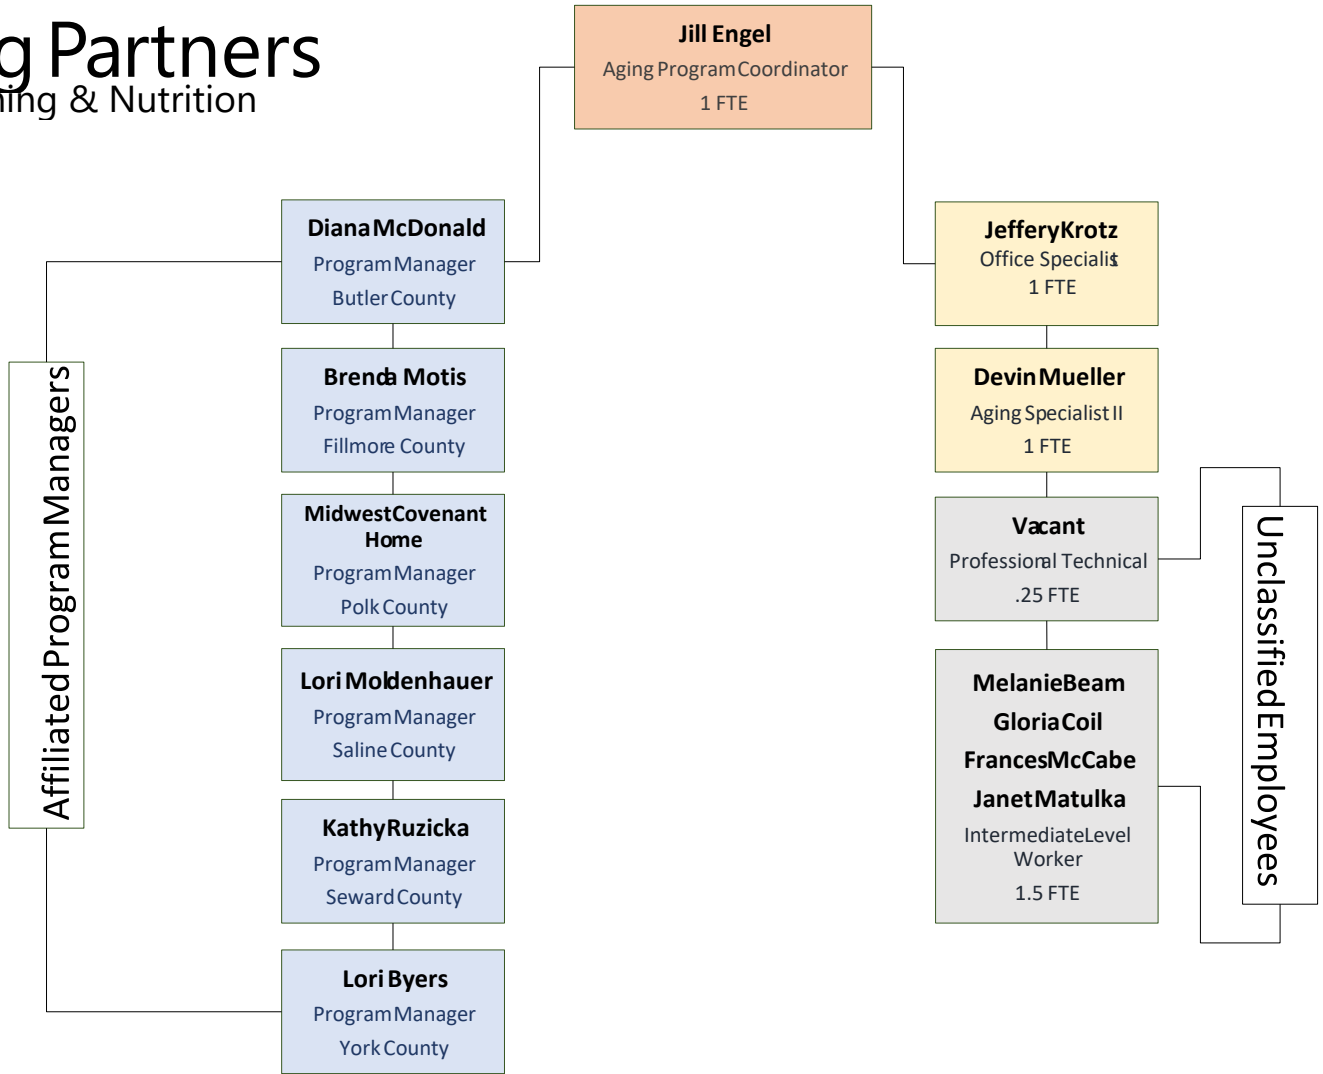 g Partners
ning & Nutrition
Jill Engel
Aging Program Coordinator
1 FTE
Diana McDonald
Program Manager
Butler County
Brenda Motis
Program Manager
Fillmore County
Midwest Covenant
Home
Program Manager
Polk County
Lori Moldenhauer
Program Manager
Saline County
Kathy Ruzicka
Program Manager
Seward County
Lori Byers
Program Manager
York County
Affiliated Program Managers
Jeffery Krotz
Office Specialist
1 FTE
Devin Mueller
Aging Specialist II
1 FTE
Vacant
Professional Technical
.25 FTE
Melanie Beam
Gloria Coil
Frances McCabe
Janet Matulka
Intermediate Level
Worker
1.5 FTE
Unclassified Employees